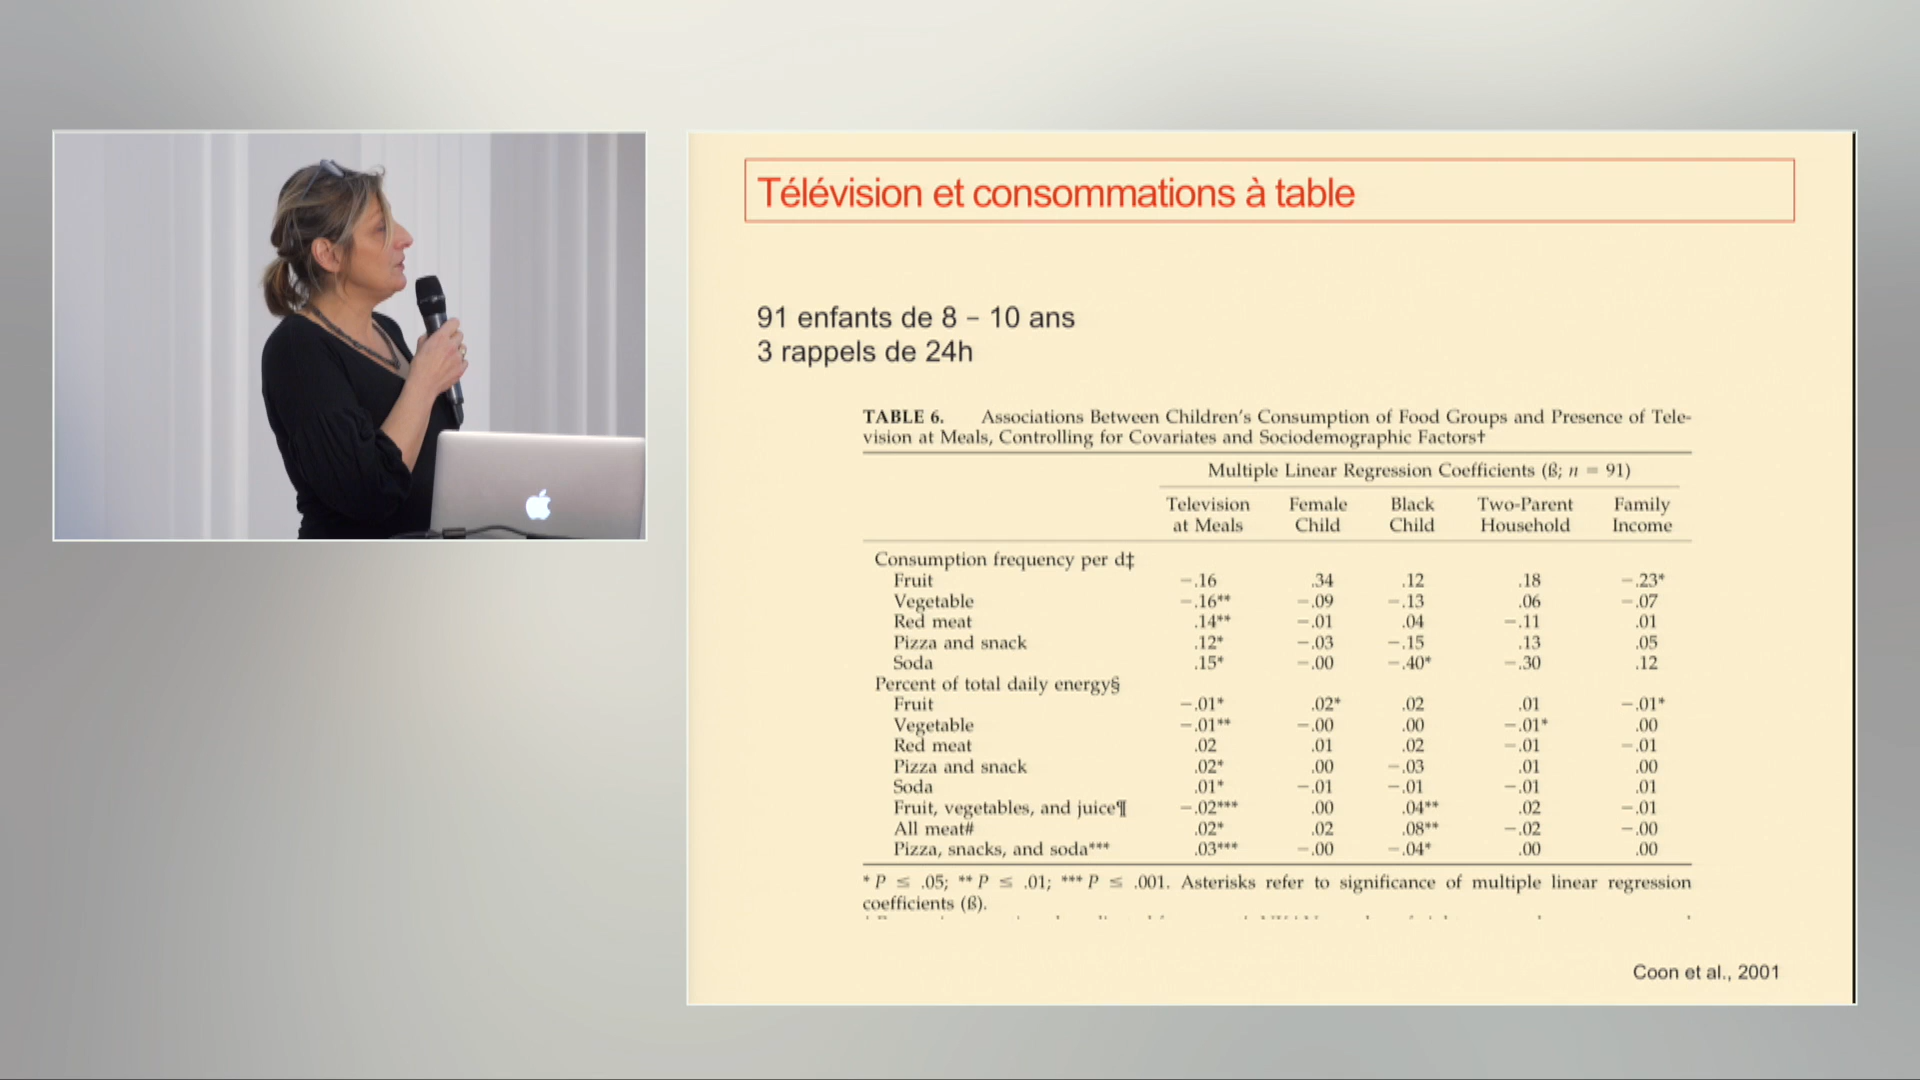 Télévision et consommations à table
91 enfants de 8 – 10 ans
3 rappels de 24h
TABLE 6. Associations Between Children's Consumption of Food Groups and Presence of Tele-
vision at Meals, Controlling for Covariates and Sociodemographic Factors†
Multiple Linear Regression Coefficients (ß; n = 91)
Television Female Black Two-Parent Family
at Meals Child Child Household Income
Consumption frequency per d‡
Fruit −.16 .34 .12 .18 −.23*
Vegetable −.16** −.09 −.13 .06 −.07
Red meat .14** −.01 .04 −.11 .01
Pizza and snack .12* −.03 −.15 .13 .05
Soda .15* −.00 −.40* −.30 .12
Percent of total daily energy§
Fruit −.01* .02* .02 .01 −.01*
Vegetable −.01** −.00 .00 −.01* .00
Red meat .02 .01 .02 −.01 −.01
Pizza and snack .02* .00 −.03 .01 .00
Soda .01* −.01 −.01 −.01 .01
Fruit, vegetables, and juice¶ −.02*** .00 .04** .02 −.01
All meat# .02* .02 .08** −.02 −.00
Pizza, snacks, and soda*** .03*** −.00 −.04* .00 .00
* P ≤ .05; ** P ≤ .01; *** P ≤ .001. Asterisks refer to significance of multiple linear regression
coefficients (ß).
Coon et al., 2001